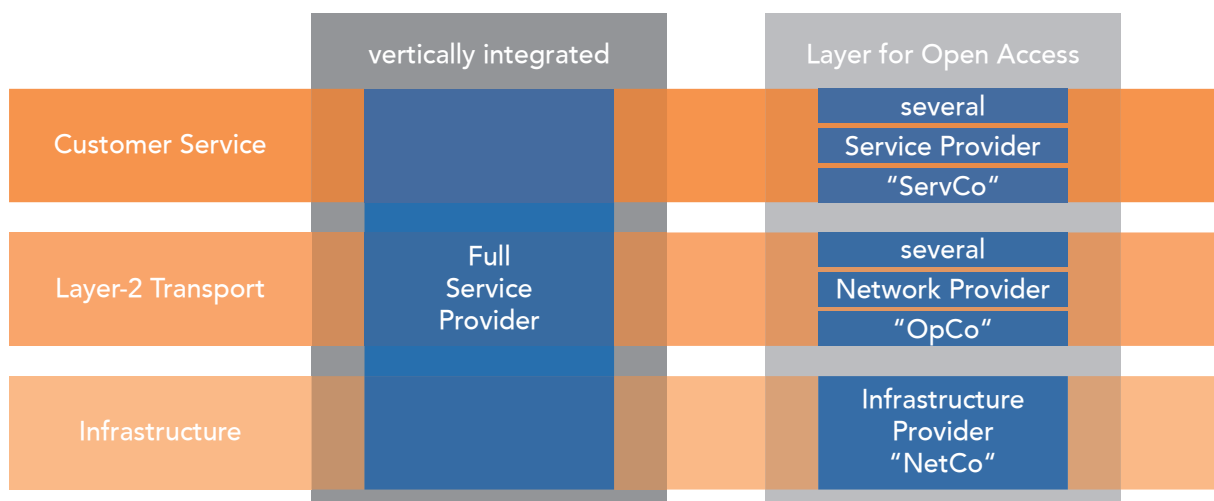 vertically integrated
Layer for Open Access
Customer Service
several
Service Provider
“ServCo“
Layer-2 Transport
Full
Service
Provider
several
Network Provider
“OpCo“
Infrastructure
Infrastructure
Provider
“NetCo“